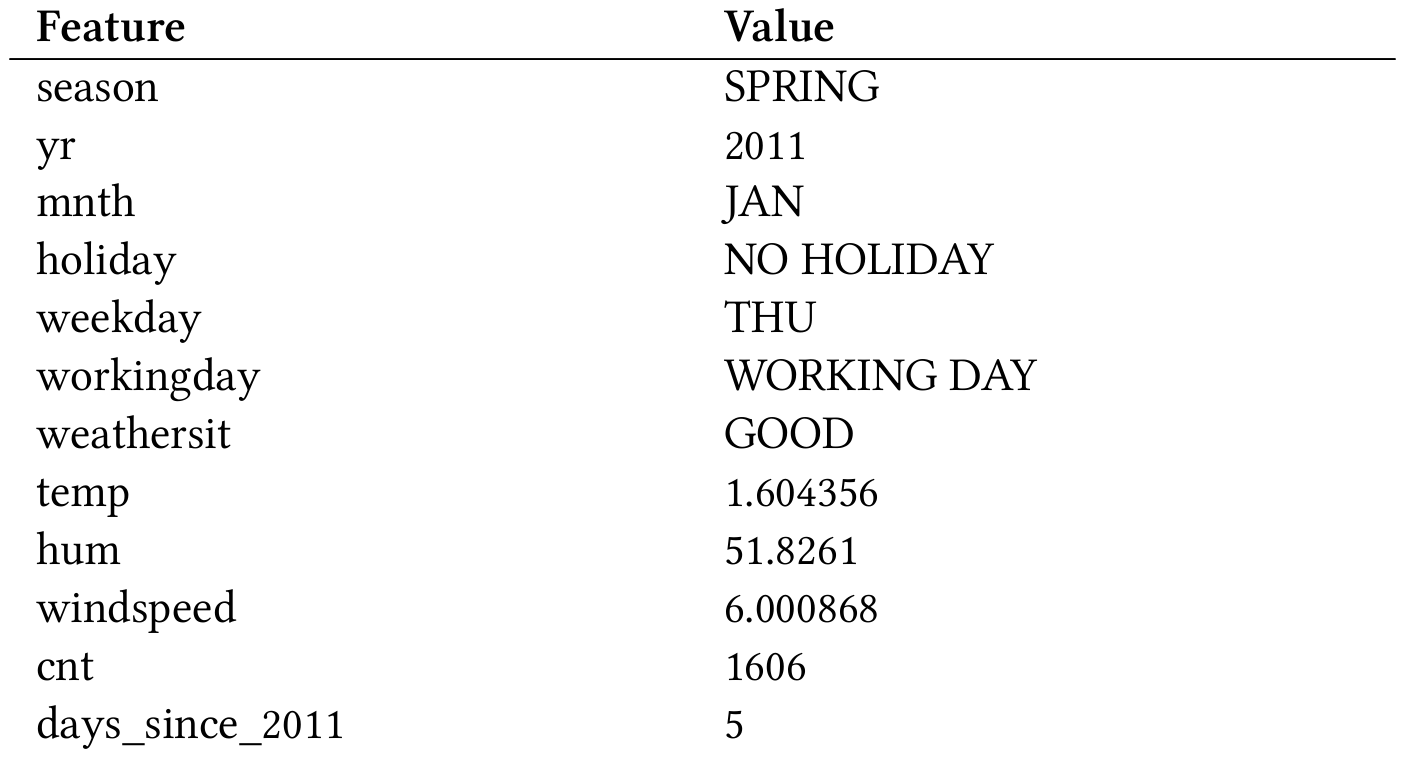 Feature Value
season SPRING
yr 2011
mnth JAN
holiday NO HOLIDAY
weekday THU
workingday WORKING DAY
weathersit GOOD
temp 1.604356
hum 51.8261
windspeed 6.000868
cnt 1606
days_since_2011 5